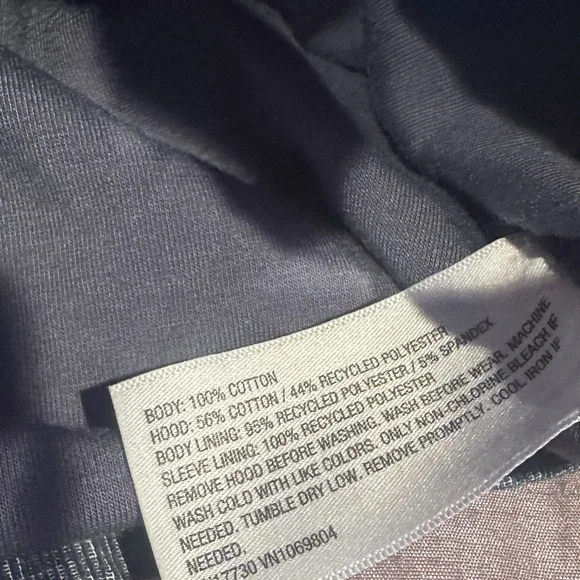 BODY: 100% COTTON
HOOD: 56% COTTON / 44% RECYCLED POLYESTER
BODY LINING: 95% RECYCLED POLYESTER / 5% SPANDEX
SLEEVE LINING: 100% RECYCLED POLYESTER
REMOVE HOOD BEFORE WASHING. WASH BEFORE WEAR. MACHINE
WASH COLD WITH LIKE COLORS. ONLY NON-CHLORINE BLEACH IF
NEEDED. TUMBLE DRY LOW. REMOVE PROMPTLY. COOL IRON IF
NEEDED.
VN1069804